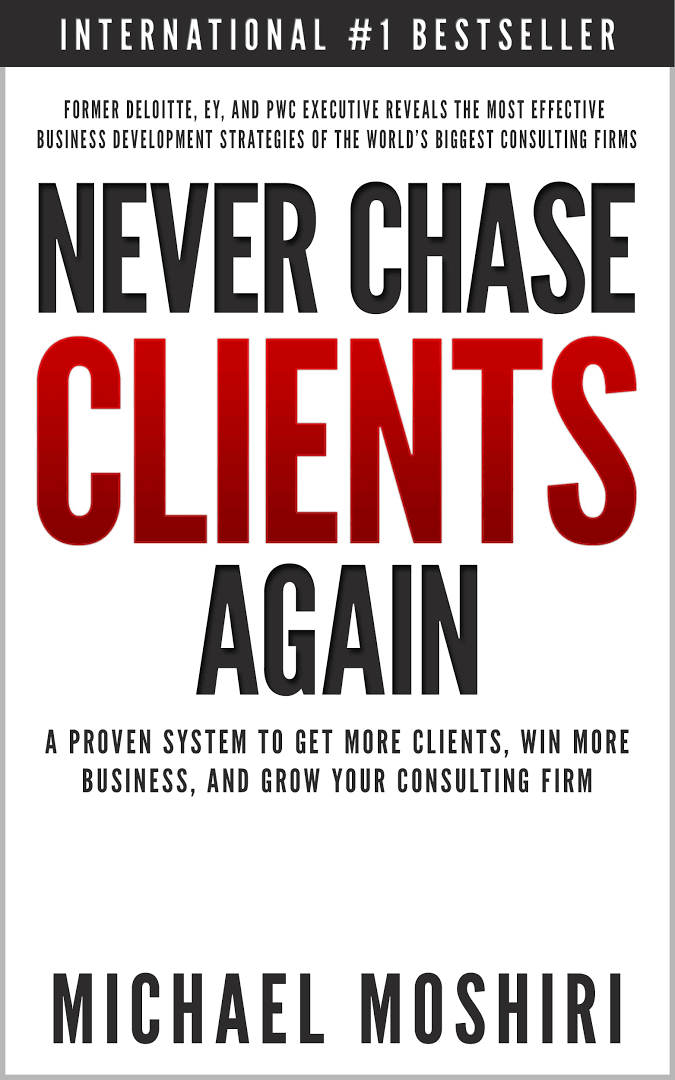 INTERNATIONAL #1 BESTSELLER
FORMER DELOITTE, EY, AND PWC EXECUTIVE REVEALS THE MOST EFFECTIVE
BUSINESS DEVELOPMENT STRATEGIES OF THE WORLD'S BIGGEST CONSULTING FIRMS
NEVER CHASE
CLIENTS
AGAIN
A PROVEN SYSTEM TO GET MORE CLIENTS, WIN MORE
BUSINESS, AND GROW YOUR CONSULTING FIRM
MICHAEL MOSHIRI